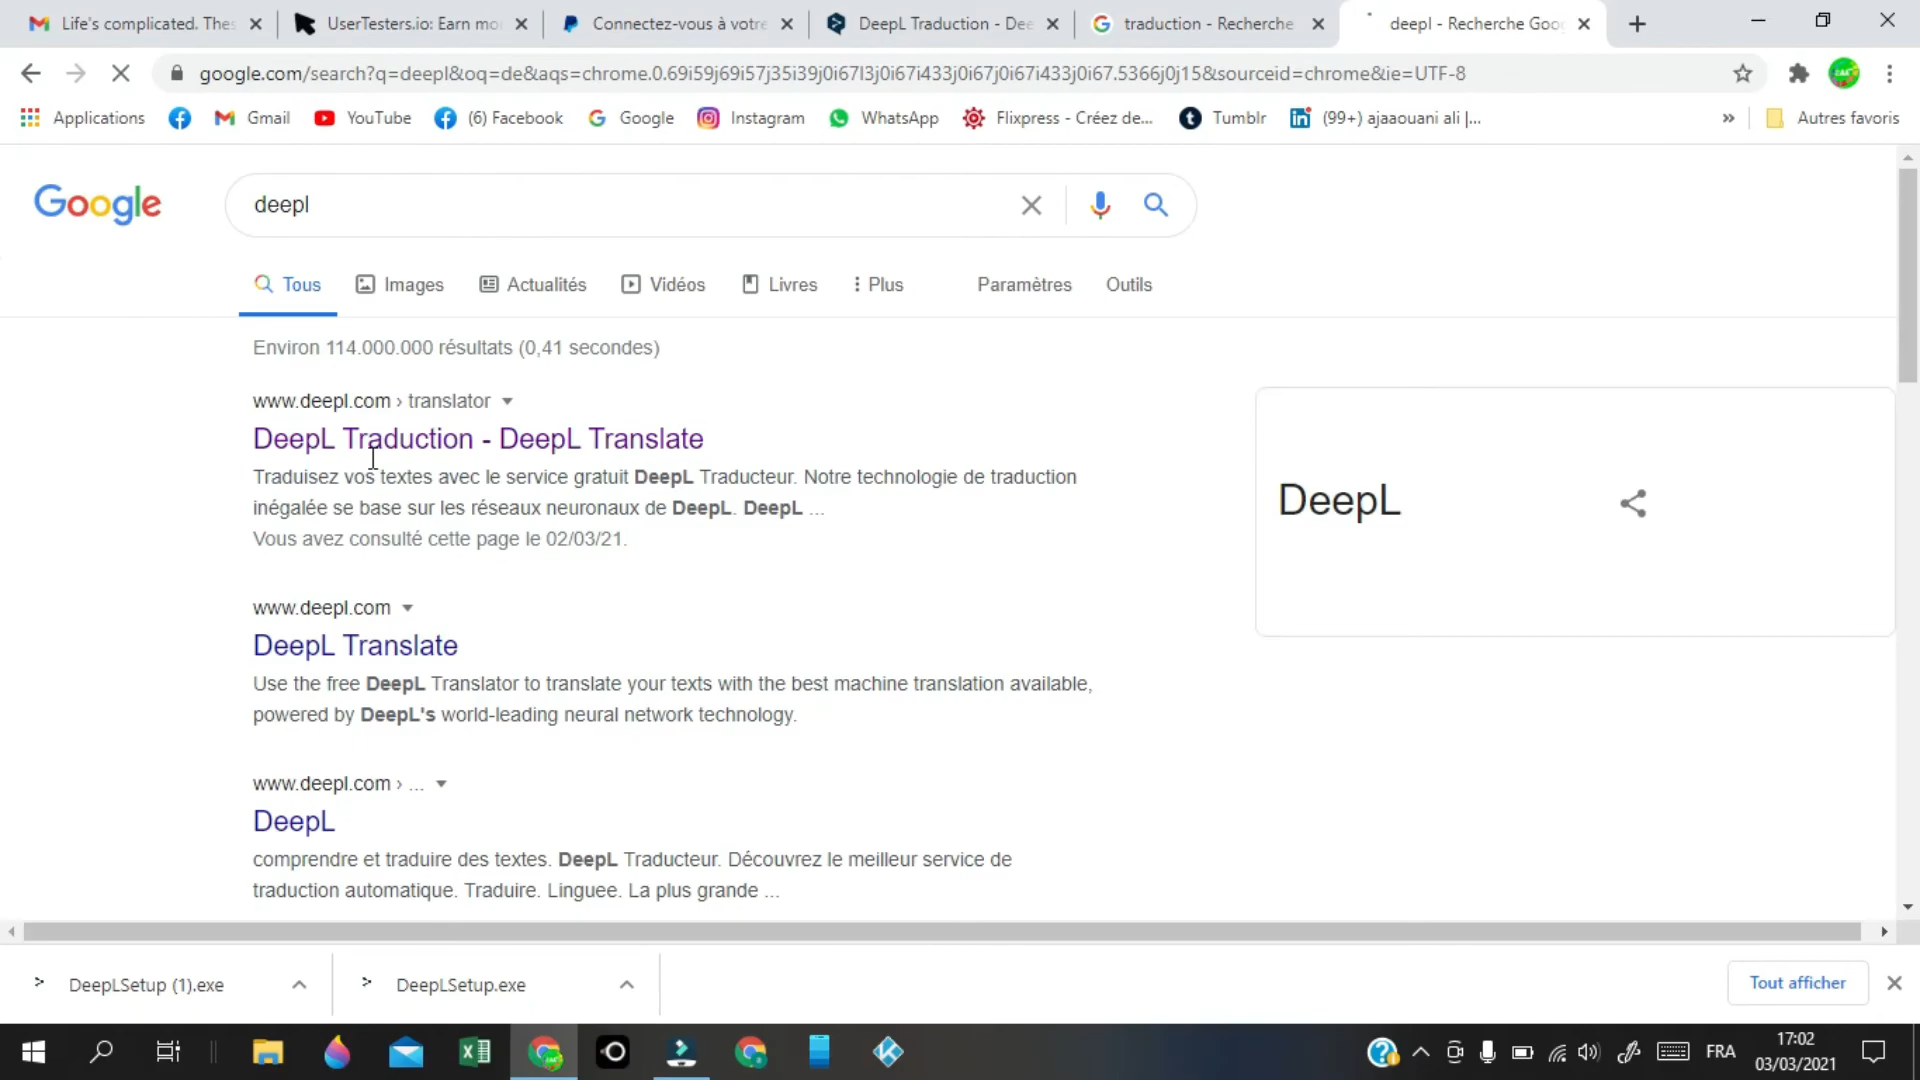 Life's complicated. Thes
UserTesters.io: Earn mo
Connectez-vous à votre
DeepL Traduction - Dee
traduction - Recherche
deepl - Recherche Goo
google.com/search?q=deepl&oq=de&aqs=chrome.0.69i59j69i57j35i39j0i67l3j0i67i433j0i67j0i67i433j0i67.5366j0j15&sourceid=chrome&ie=UTF-8
Applications
Gmail
YouTube
(6) Facebook
Google
Instagram
WhatsApp
Flixpress - Créez de...
Tumblr
(99+) ajaaouani ali |...
»
Autres favoris
Google
deepl
Tous
Images
Actualités
Vidéos
Livres
Plus
Paramètres
Outils
Environ 114.000.000 résultats (0,41 secondes)
www.deepl.com › translator
DeepL Traduction - DeepL Translate
Traduisez vos textes avec le service gratuit DeepL Traducteur. Notre technologie de traduction
inégalée se base sur les réseaux neuronaux de DeepL. DeepL ...
Vous avez consulté cette page le 02/03/21.
DeepL
www.deepl.com
DeepL Translate
Use the free DeepL Translator to translate your texts with the best machine translation available,
powered by DeepL's world-leading neural network technology.
www.deepl.com › ...
DeepL
comprendre et traduire des textes. DeepL Traducteur. Découvrez le meilleur service de
traduction automatique. Traduire. Linguee. La plus grande ...
DeepLSetup (1).exe
DeepLSetup.exe
Tout afficher
FRA
17:02
03/03/2021